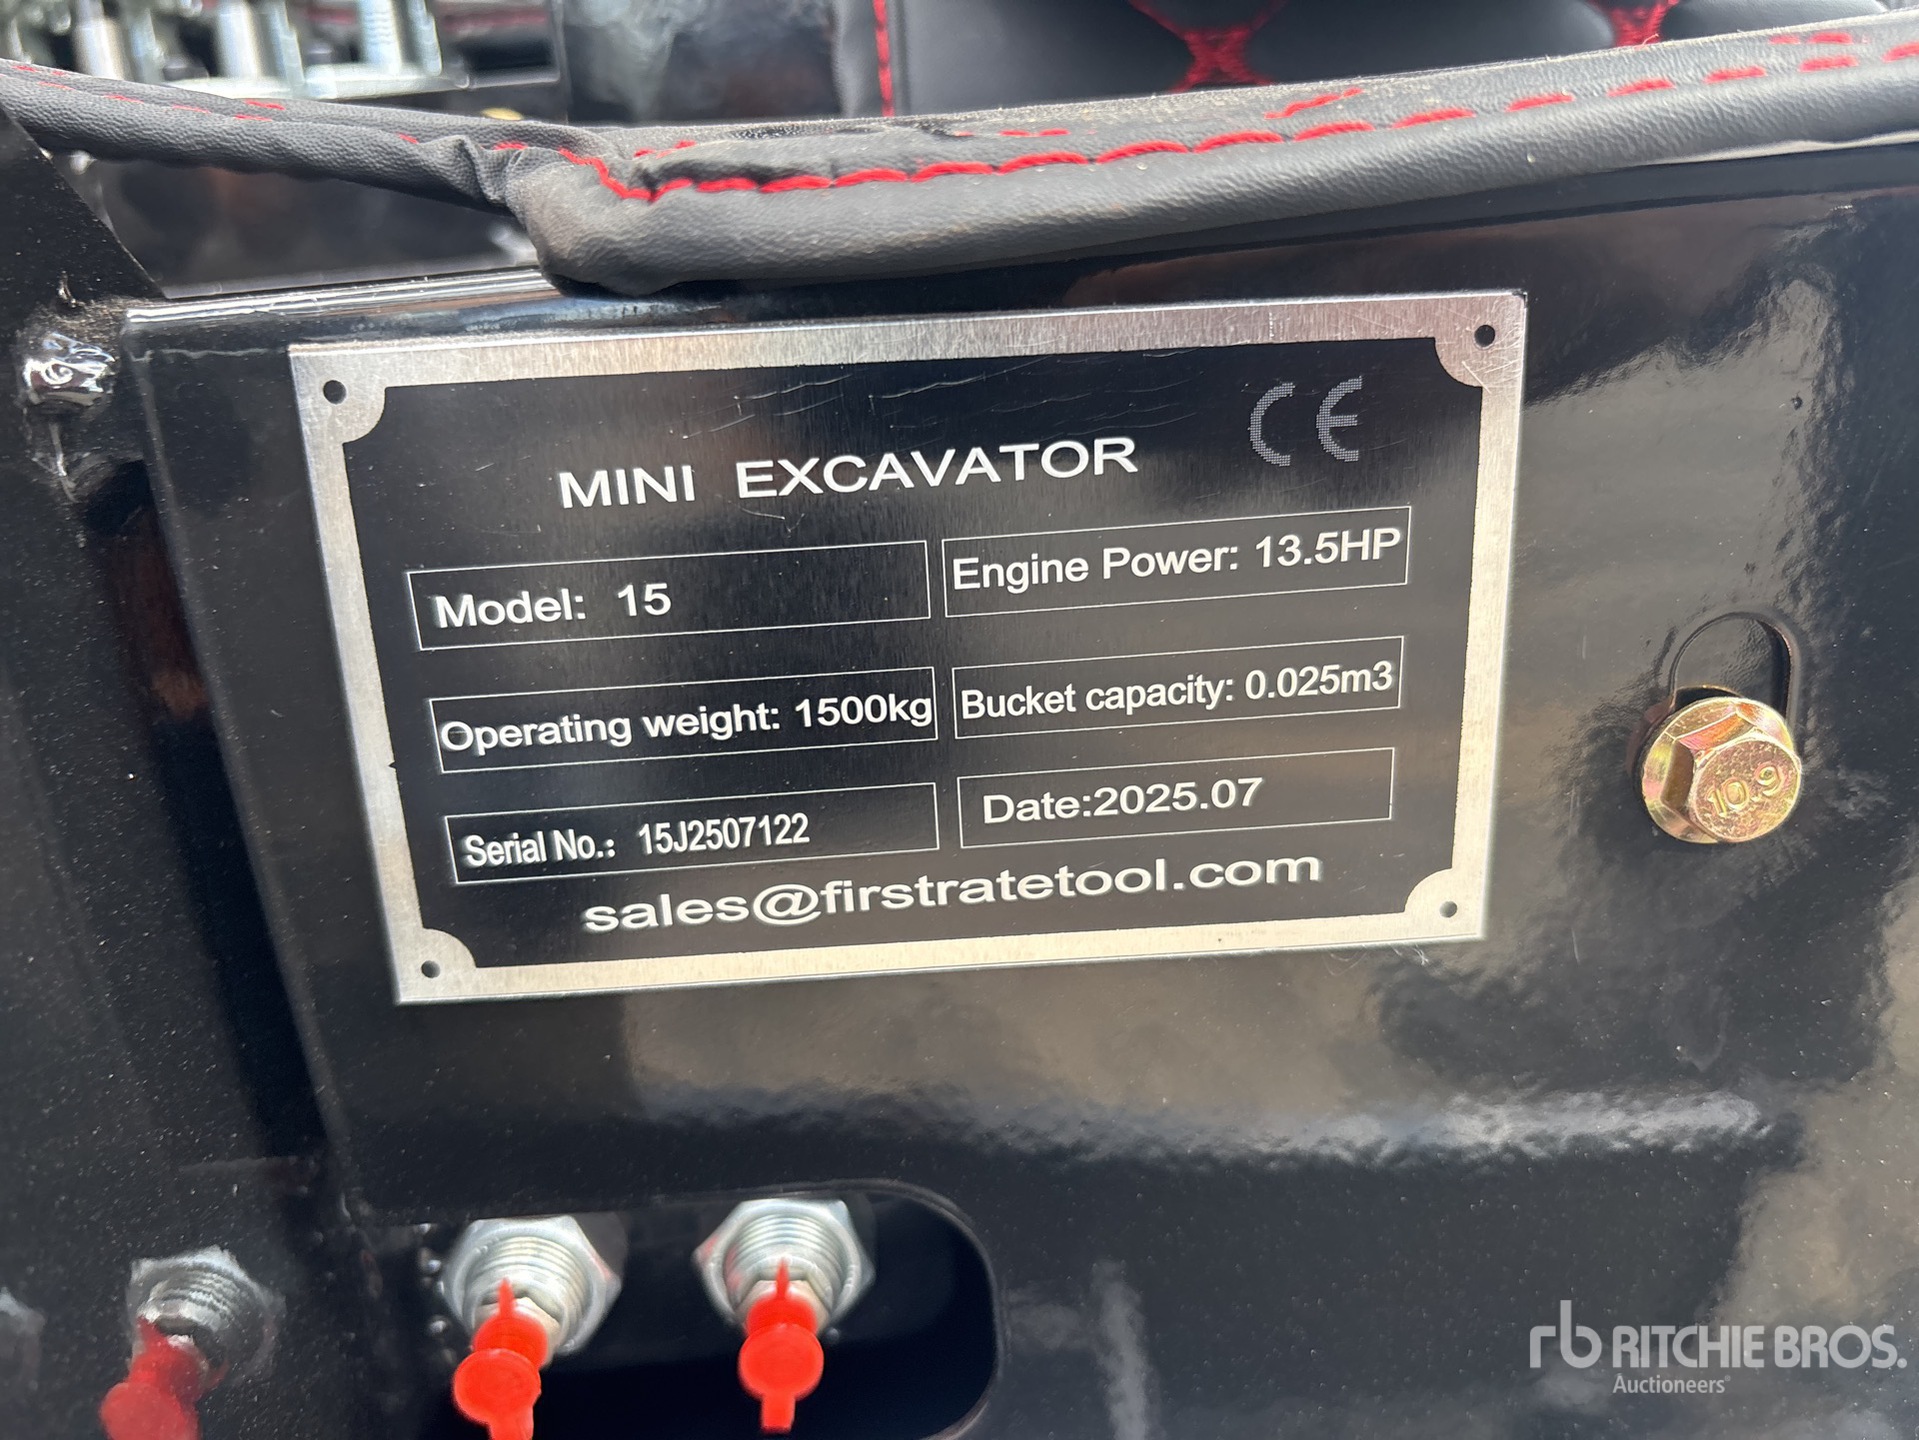 CE
MINI EXCAVATOR
Model: 15
Engine Power: 13.5HP
Operating weight: 1500kg
Bucket capacity: 0.025m3
Serial No.: 15J2507122
Date:2025.07
sales@firstratetool.com
10.9
rb RITCHIE BROS.
Auctioneers